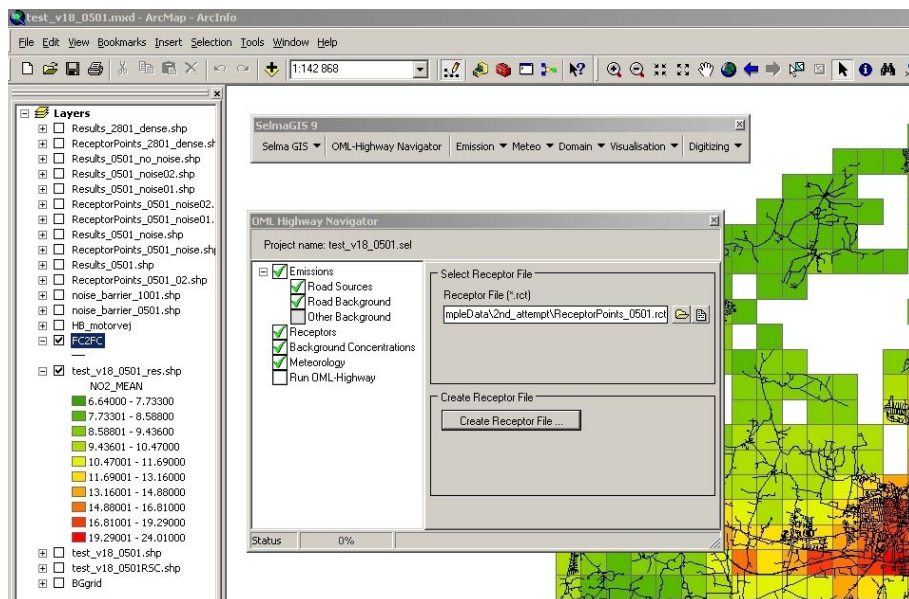 test_v18_0501.mxd - ArcMap - ArcInfo
File Edit View Bookmarks Insert Selection Tools Window Help
1:142 868
Layers
Results_2801_dense.shp
ReceptorPoints_2801_dense.sh
Results_0501_no_noise.shp
Results_0501_noise02.shp
Results_0501_noise01.shp
ReceptorPoints_0501_noise02.
ReceptorPoints_0501_noise01.
Results_0501_noise.shp
ReceptorPoints_0501_noise.shp
Results_0501.shp
ReceptorPoints_0501_02.shp
noise_barrier_1001.shp
noise_barrier_0501.shp
HB_motorvej
FC2FC
test_v18_0501_res.shp
NO2_MEAN
6.64000 - 7.73300
7.73301 - 8.58800
8.58801 - 9.43600
9.43601 - 10.47000
10.47001 - 11.69000
11.69001 - 13.16000
13.16001 - 14.88000
14.88001 - 16.81000
16.81001 - 19.29000
19.29001 - 24.01000
test_v18_0501.shp
test_v18_0501RSC.shp
BGgrid
SelmaGIS 9
Selma GIS OML-Highway Navigator Emission Meteo Domain Visualisation Digitizing
OML Highway Navigator
Project name: test_v18_0501.sel
Emissions
Road Sources
Road Background
Other Background
Receptors
Background Concentrations
Meteorology
Run OML-Highway
Select Receptor File
Receptor File (*.rct)
mpleData\2nd_attempt\ReceptorPoints_0501.rct
Create Receptor File
Create Receptor File ...
Status 0%